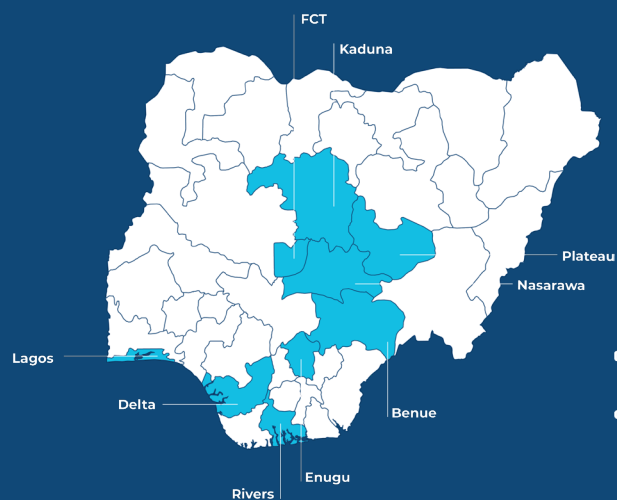 FCT
Kaduna
Plateau
Nasarawa
Lagos
Delta
Benue
Enugu
Rivers